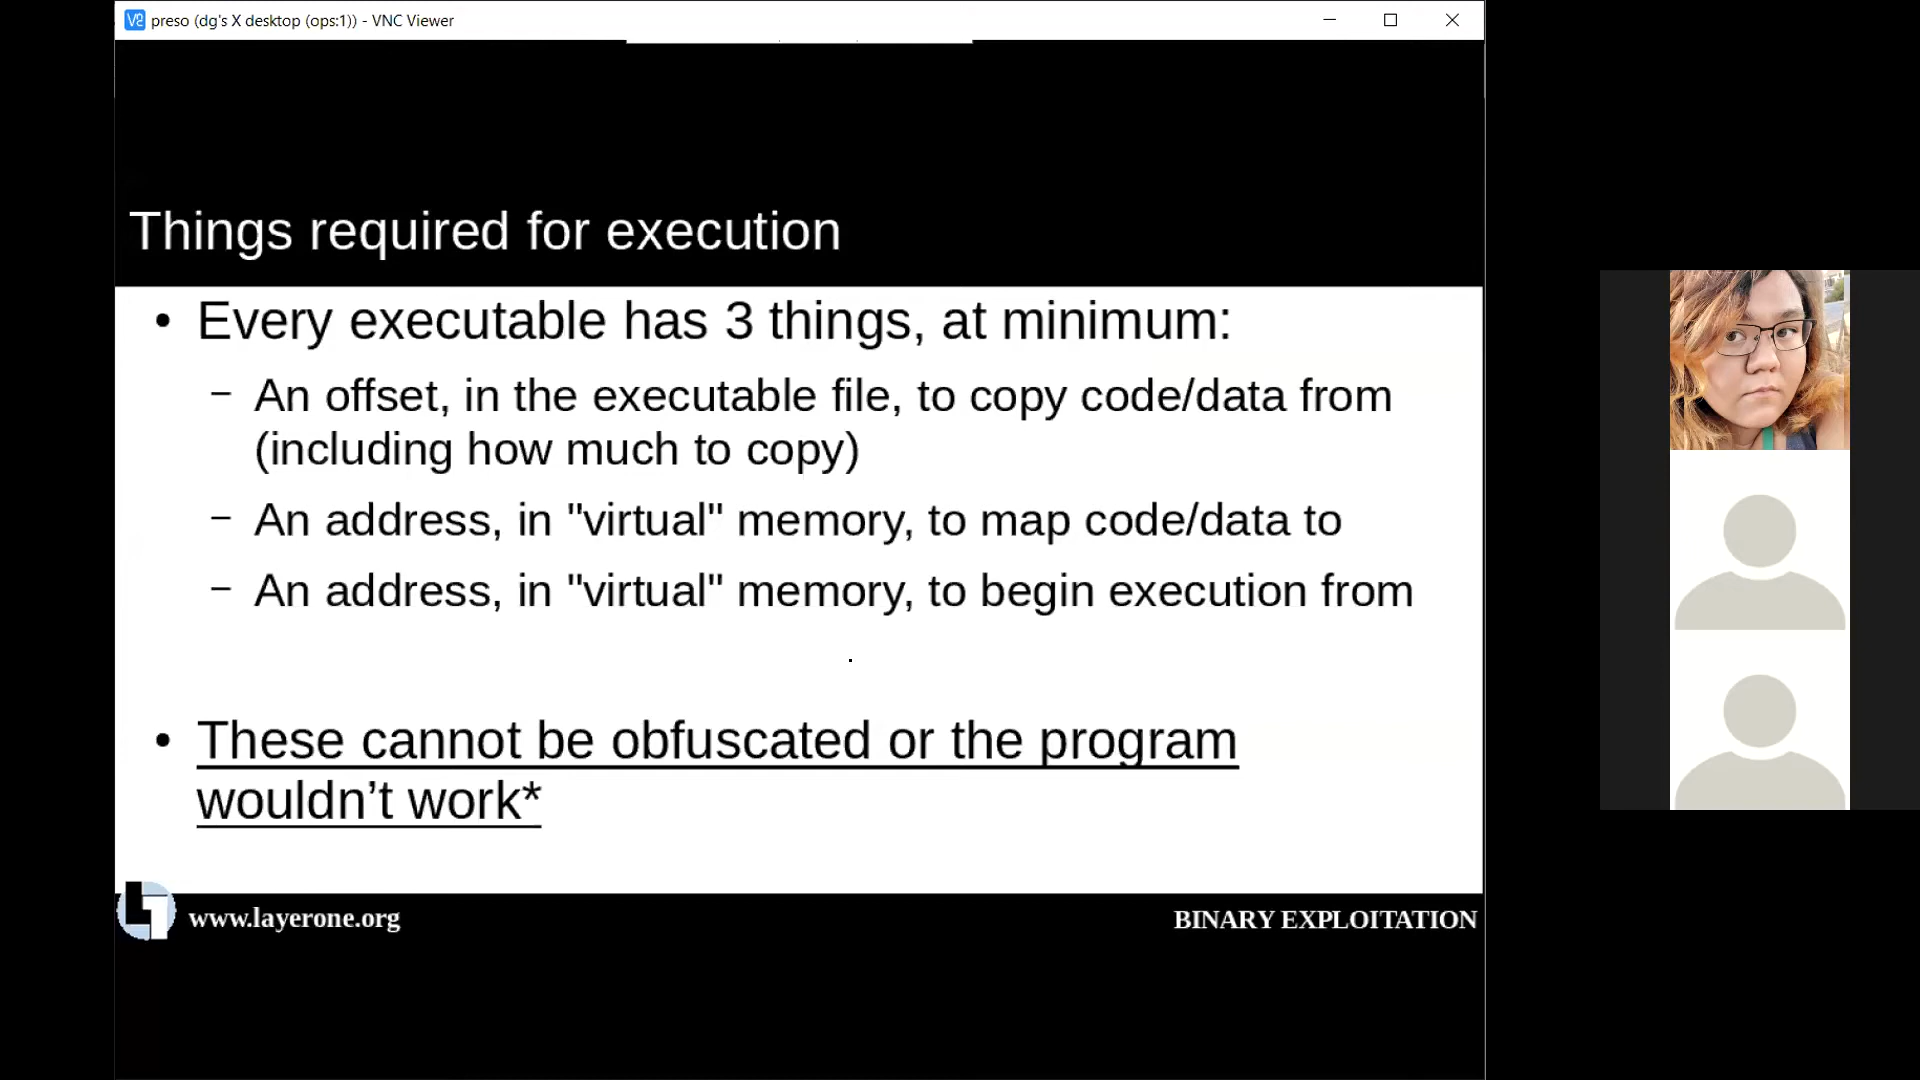 preso (dg's X desktop (ops:1)) - VNC Viewer
Things required for execution
• Every executable has 3 things, at minimum:
– An offset, in the executable file, to copy code/data from
(including how much to copy)
– An address, in "virtual" memory, to map code/data to
– An address, in "virtual" memory, to begin execution from
• These cannot be obfuscated or the program
wouldn’t work*
www.layerone.org
BINARY EXPLOITATION